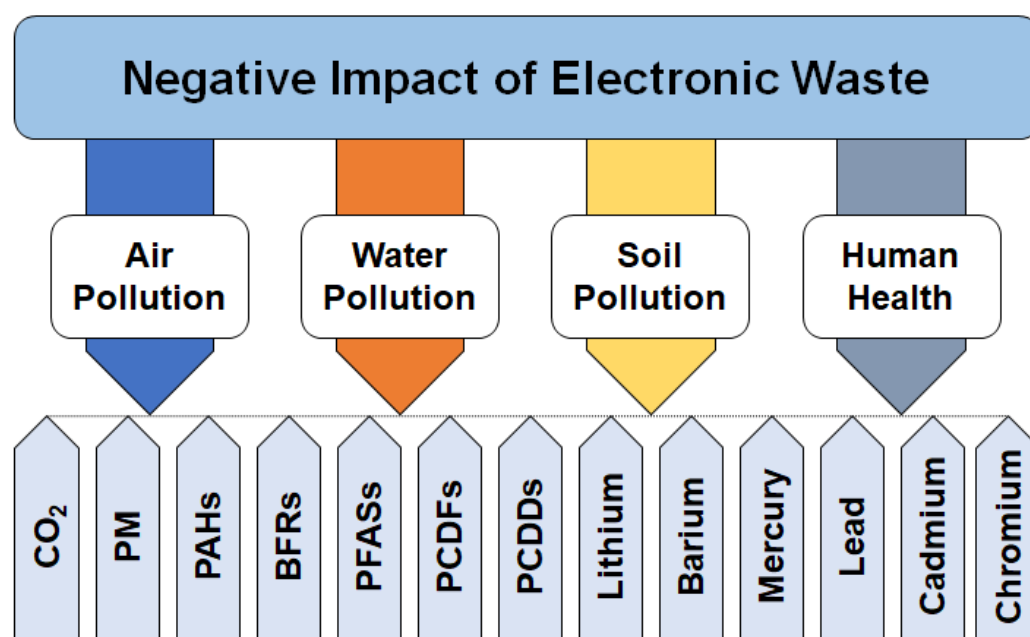 Negative Impact of Electronic Waste
Air
Pollution
Water
Pollution
Soil
Pollution
Human
Health
CO₂
PM
PAHs
BFRs
PFASs
PCDFs
PCDDs
Lithium
Barium
Mercury
Lead
Cadmium
Chromium